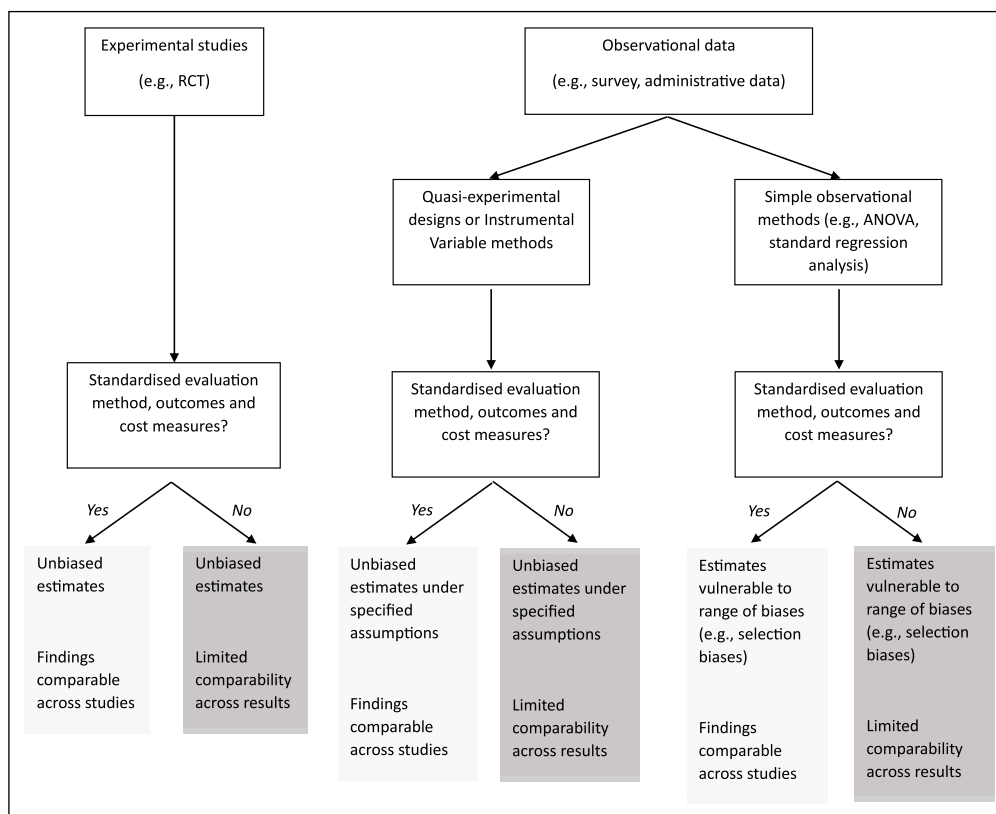 Experimental studies
(e.g., RCT)
Observational data
(e.g., survey, administrative data)
Quasi-experimental
designs or Instrumental
Variable methods
Simple observational
methods (e.g., ANOVA,
standard regression
analysis)
Standardised evaluation
method, outcomes and
cost measures?
Standardised evaluation
method, outcomes and
cost measures?
Standardised evaluation
method, outcomes and
cost measures?
Yes
No
Yes
No
Yes
No
Unbiased
estimates
Findings
comparable
across studies
Unbiased
estimates
Limited
comparability
across results
Unbiased
estimates under
specified
assumptions
Findings
comparable
across studies
Unbiased
estimates under
specified
assumptions
Limited
comparability
across results
Estimates
vulnerable to
range of biases
(e.g., selection
biases)
Findings
comparable
across studies
Estimates
vulnerable to
range of biases
(e.g., selection
biases)
Limited
comparability
across results